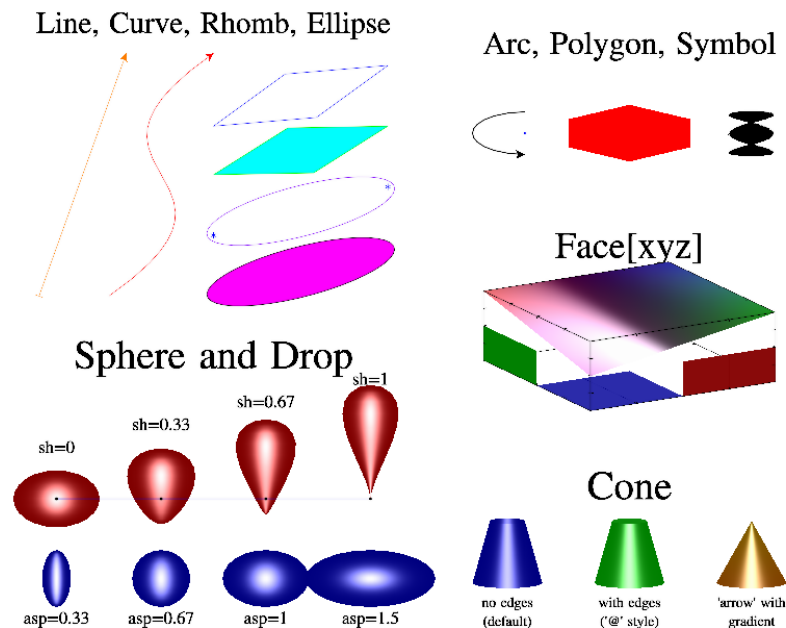 Line, Curve, Rhomb, Ellipse
Arc, Polygon, Symbol
Face[xyz]
Sphere and Drop
sh=0
sh=0.33
sh=0.67
sh=1
asp=0.33
asp=0.67
asp=1
asp=1.5
Cone
no edges
(default)
with edges
('@' style)
'arrow' with
gradient